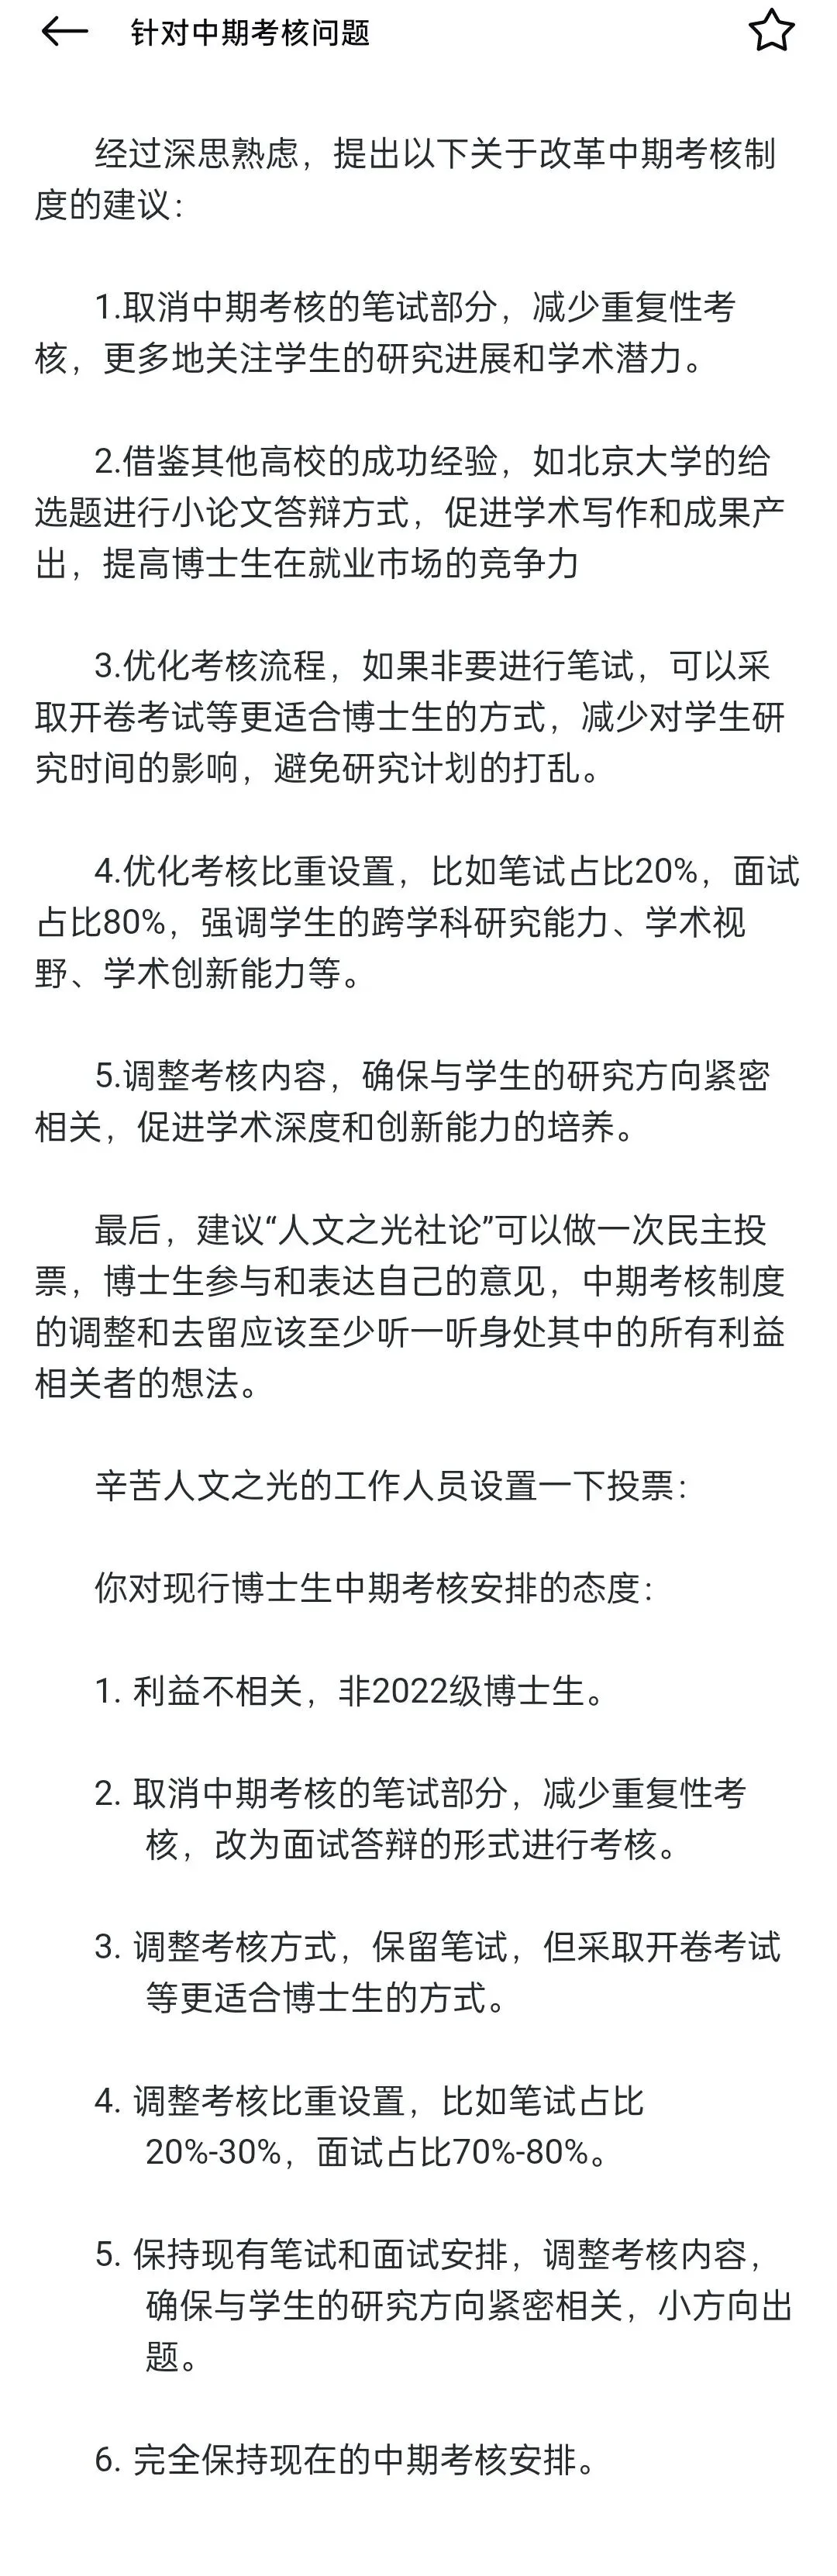 针对中期考核问题
经过深思熟虑，提出以下关于改革中期考核制
度的建议：
1.取消中期考核的笔试部分，减少重复性考
核，更多地关注学生的研究进展和学术潜力。
2.借鉴其他高校的成功经验，如北京大学的给
选题进行小论文答辩方式，促进学术写作和成果产
出，提高博士生在就业市场的竞争力
3.优化考核流程，如果非要进行笔试，可以采
取开卷考试等更适合博士生的方式，减少对学生研
究时间的影响，避免研究计划的打乱。
4.优化考核比重设置，比如笔试占比20%，面试
占比80%，强调学生的跨学科研究能力、学术视
野、学术创新能力等。
5.调整考核内容，确保与学生的研究方向紧密
相关，促进学术深度和创新能力的培养。
最后，建议“人文之光社论”可以做一次民主投
票，博士生参与和表达自己的意见，中期考核制度
的调整和去留应该至少听一听身处其中的所有利益
相关者的想法。
辛苦人文之光的工作人员设置一下投票：
你对现行博士生中期考核安排的态度：
1. 利益不相关，非2022级博士生。
2. 取消中期考核的笔试部分，减少重复性考
核，改为面试答辩的形式进行考核。
3. 调整考核方式，保留笔试，但采取开卷考试
等更适合博士生的方式。
4. 调整考核比重设置，比如笔试占比
20%-30%，面试占比70%-80%。
5. 保持现有笔试和面试安排，调整考核内容，
确保与学生的研究方向紧密相关，小方向出
题。
6. 完全保持现在的中期考核安排。